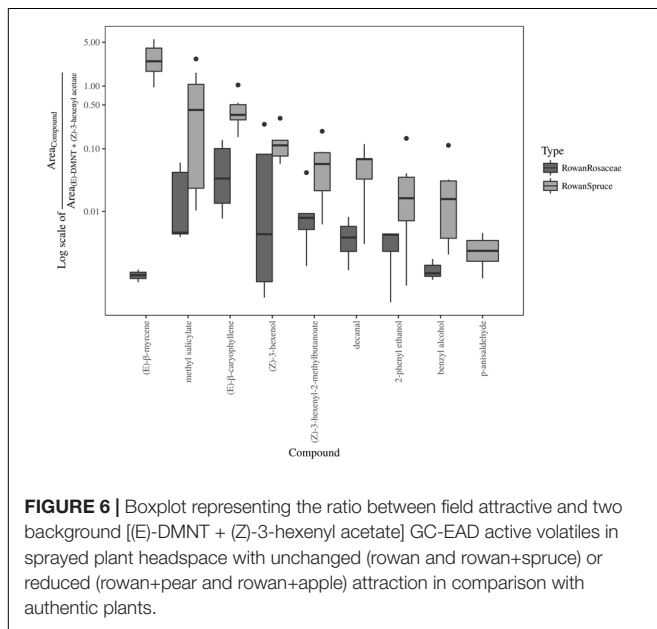 5.00
1.00
0.50
0.10
0.01
Log scale of Area_Compound / Area_(E)-DMNT + (Z)-3-hexenyl acetate
(E)-β-myrcene
methyl salicylate
(E)-β-caryophyllene
(Z)-3-hexenol
(Z)-3-hexenyl-2-methylbutanoate
decanal
2-phenyl ethanol
benzyl alcohol
p-anisaldehyde
Compound
Type
RowanRosaceae
RowanSpruce
FIGURE 6 | Boxplot representing the ratio between field attractive and two
background [(E)-DMNT + (Z)-3-hexenyl acetate] GC-EAD active volatiles in
sprayed plant headspace with unchanged (rowan and rowan+spruce) or
reduced (rowan+pear and rowan+apple) attraction in comparison with
authentic plants.